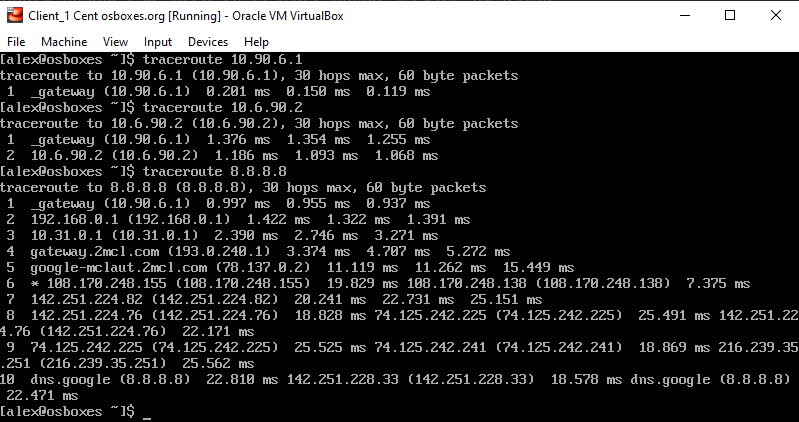 Client_1 Cent osboxes.org [Running] - Oracle VM VirtualBox
File Machine View Input Devices Help
[alex@osboxes ~]$ traceroute 10.90.6.1
traceroute to 10.90.6.1 (10.90.6.1), 30 hops max, 60 byte packets
 1  _gateway (10.90.6.1)  0.201 ms  0.150 ms  0.119 ms
[alex@osboxes ~]$ traceroute 10.6.90.2
traceroute to 10.6.90.2 (10.6.90.2), 30 hops max, 60 byte packets
 1  _gateway (10.90.6.1)  1.376 ms  1.354 ms  1.255 ms
 2  10.6.90.2 (10.6.90.2)  1.186 ms  1.093 ms  1.068 ms
[alex@osboxes ~]$ traceroute 8.8.8.8
traceroute to 8.8.8.8 (8.8.8.8), 30 hops max, 60 byte packets
 1  _gateway (10.90.6.1)  0.997 ms  0.955 ms  0.937 ms
 2  192.168.0.1 (192.168.0.1)  1.422 ms  1.322 ms  1.391 ms
 3  10.31.0.1 (10.31.0.1)  2.390 ms  2.746 ms  3.271 ms
 4  gateway.2mcl.com (193.0.240.1)  3.374 ms  4.707 ms  5.272 ms
 5  google-mclaut.2mcl.com (78.137.0.2)  11.119 ms  11.262 ms  15.449 ms
 6  * 108.170.248.155 (108.170.248.155)  19.829 ms 108.170.248.138 (108.170.248.138)  7.375 ms
 7  142.251.224.82 (142.251.224.82)  20.241 ms  22.731 ms  25.151 ms
 8  142.251.224.76 (142.251.224.76)  18.828 ms 74.125.242.225 (74.125.242.225)  25.491 ms 142.251.22
4.76 (142.251.224.76)  22.171 ms
 9  74.125.242.225 (74.125.242.225)  25.525 ms 74.125.242.241 (74.125.242.241)  18.869 ms 216.239.35
.251 (216.239.35.251)  25.562 ms
10  dns.google (8.8.8.8)  22.810 ms 142.251.228.33 (142.251.228.33)  18.578 ms dns.google (8.8.8.8)
 22.471 ms
[alex@osboxes ~]$ _